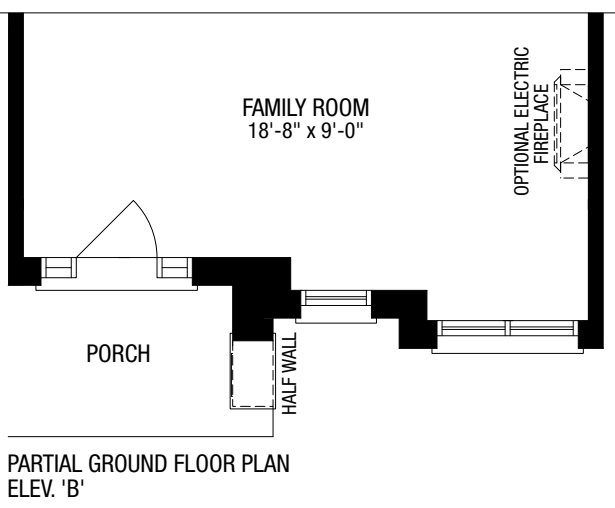 FAMILY ROOM
18'-8" x 9'-0"
OPTIONAL ELECTRIC
FIREPLACE
PORCH
HALF WALL
PARTIAL GROUND FLOOR PLAN
ELEV. 'B'